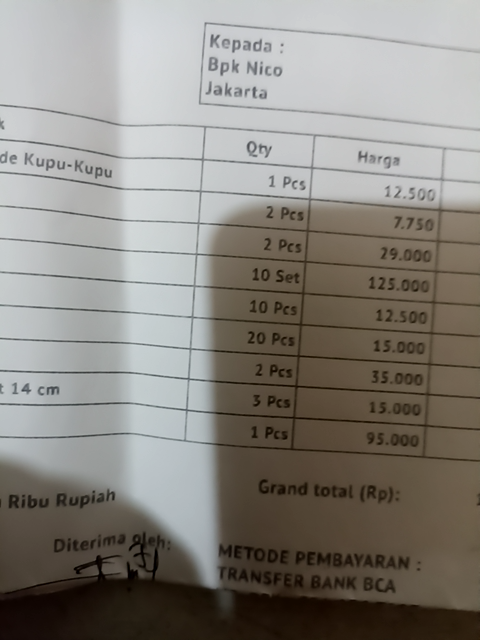 Kepada :
Bpk Nico
Jakarta
Qty Harga
de Kupu-Kupu 1 Pcs 12.500
2 Pcs 7.750
2 Pcs 29.000
10 Set 125.000
10 Pcs 12.500
20 Pcs 15.000
2 Pcs 35.000
14 cm 3 Pcs 15.000
1 Pcs 95.000
Grand total (Rp):
Ribu Rupiah
Diterima oleh:
METODE PEMBAYARAN :
TRANSFER BANK BCA